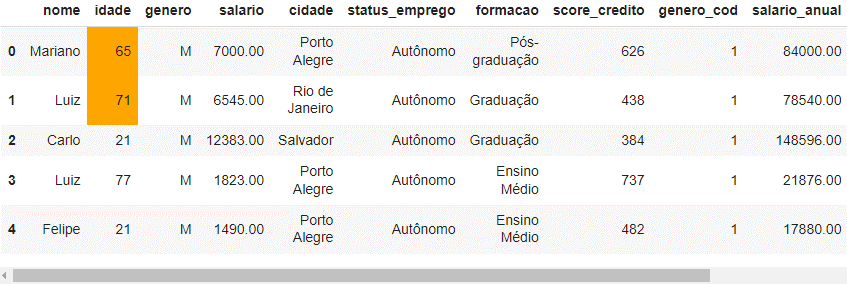 nome idade genero salario cidade status_emprego formacao score_credito genero_cod salario_anual
0 Mariano 65 M 7000.00 Porto Alegre Autônomo Pós-graduação 626 1 84000.00
1 Luiz 71 M 6545.00 Rio de Janeiro Autônomo Graduação 438 1 78540.00
2 Carlo 21 M 12383.00 Salvador Autônomo Graduação 384 1 148596.00
3 Luiz 77 M 1823.00 Porto Alegre Autônomo Ensino Médio 737 1 21876.00
4 Felipe 21 M 1490.00 Porto Alegre Autônomo Ensino Médio 482 1 17880.00